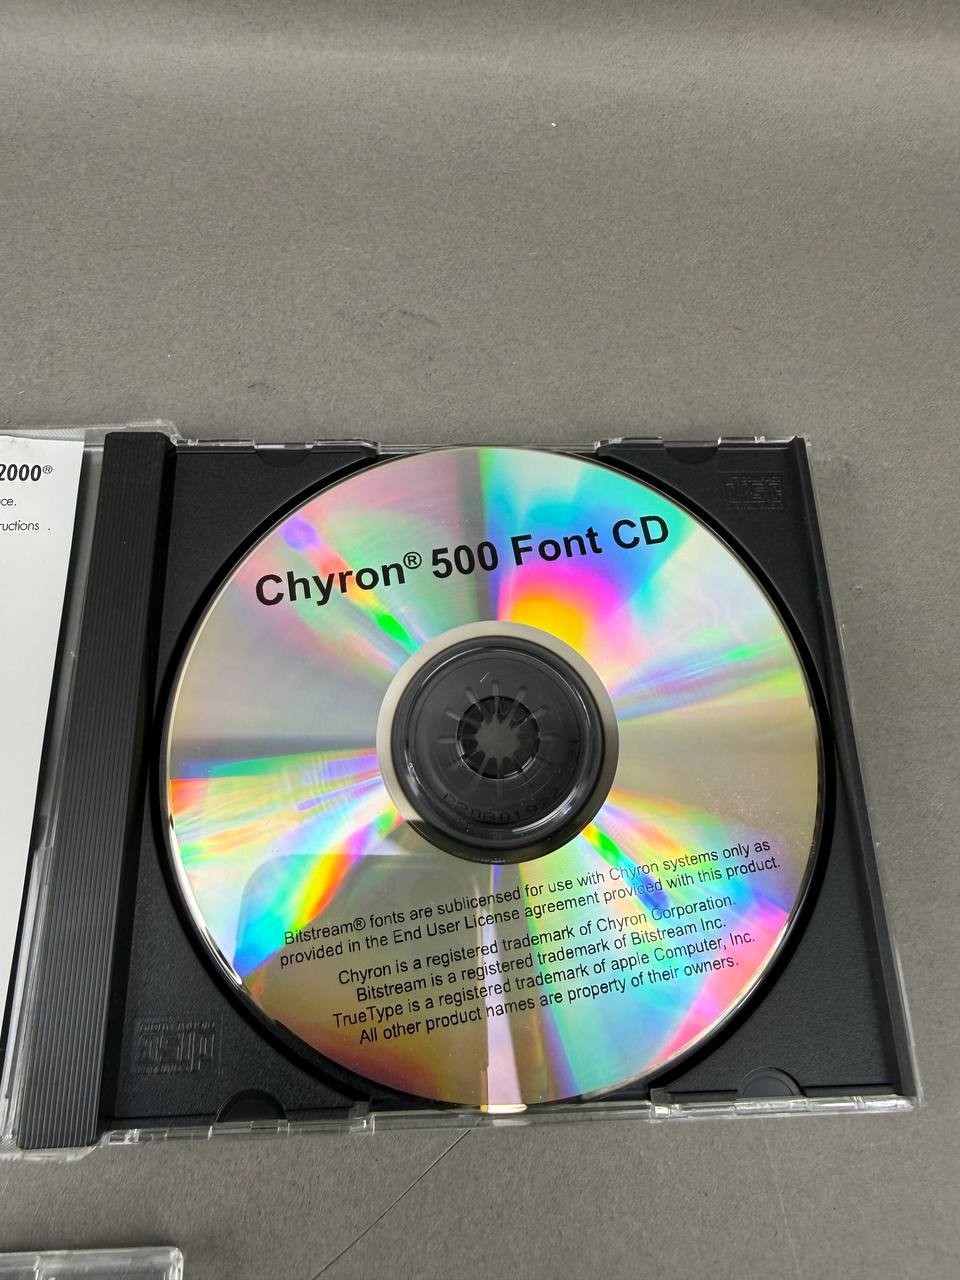 2000®
ce.
ructions .
Chyron® 500 Font CD
Bitstream® fonts are sublicensed for use with Chyron systems only as
provided in the End User License agreement provided with this product.
Chyron is a registered trademark of Chyron Corporation.
Bitstream is a registered trademark of Bitstream Inc.
TrueType is a registered trademark of apple Computer, Inc.
All other product names are property of their owners.
disc
disc